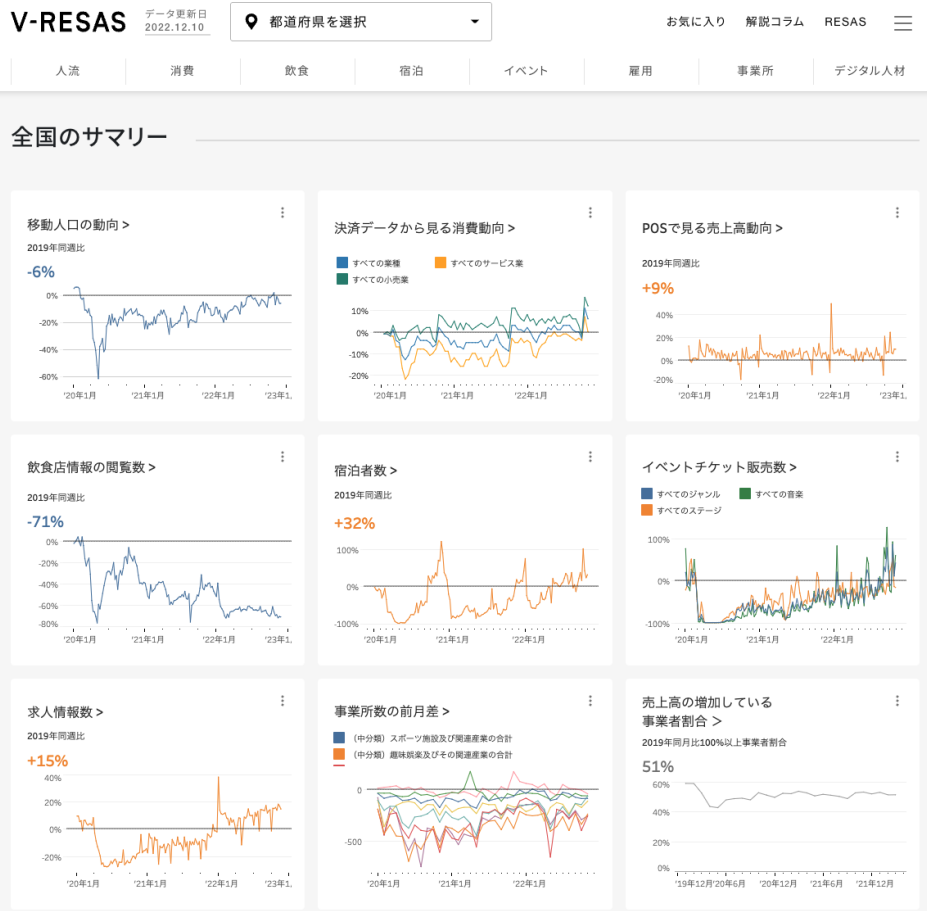 V-RESAS
データ更新日
2022.12.10
都道府県を選択
お気に入り 解説コラム RESAS
人流 消費 飲食 宿泊 イベント 雇用 事業所 デジタル人材
全国のサマリー
移動人口の動向 >
2019年同週比
-6%
0%
-20%
-40%
-60%
'20年1月 '21年1月 '22年1月 '23年1,
決済データから見る消費動向 >
すべての業種 すべてのサービス業
すべての小売業
10%
0%
-10%
-20%
'20年1月 '21年1月 '22年1月
POSで見る売上高動向 >
2019年同週比
+9%
40%
20%
0%
-20%
'20年1月 '21年1月 '22年1月 '23年1,
飲食店情報の閲覧数 >
2019年同週比
-71%
0%
-20%
-40%
-60%
-80%
'20年1月 '21年1月 '22年1月 '23年1,
宿泊者数 >
2019年同週比
+32%
100%
0%
-100%
'20年1月 '21年1月 '22年1月
イベントチケット販売数 >
すべてのジャンル すべての音楽
すべてのステージ
100%
0%
-100%
'20年1月 '21年1月 '22年1月
求人情報数 >
2019年同週比
+15%
40%
20%
0%
-20%
'20年1月 '21年1月 '22年1月 '23年1,
事業所数の前月差 >
(中分類) スポーツ施設及び関連産業の合計
(中分類) 趣味娯楽及びその関連産業の合計
0
-500
'20年1月 '21年1月 '22年1月
売上高の増加している
事業者割合 >
2019年同月比100%以上事業者割合
51%
60%
40%
20%
0%
'19年12月 '20年6月 '20年12月 '21年6月 '21年12月